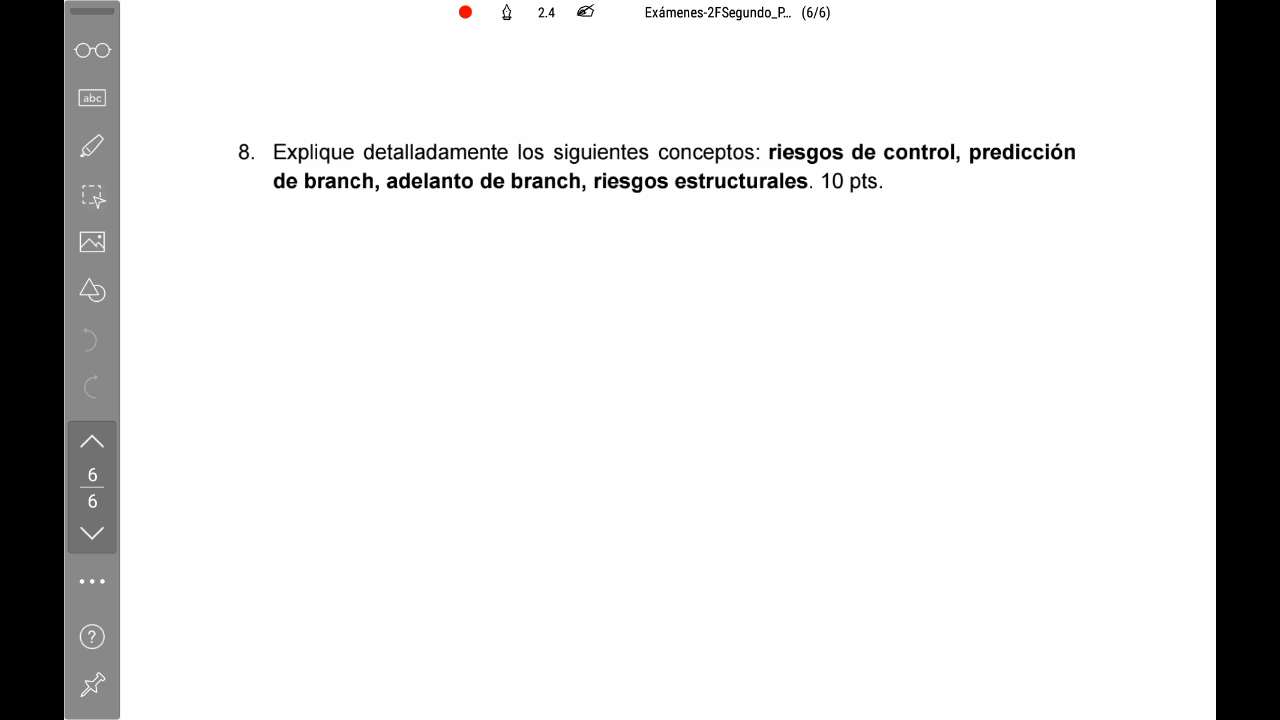 2.4 Exámenes-2FSegundo_P... (6/6)
abc
8. Explique detalladamente los siguientes conceptos: riesgos de control, predicción
de branch, adelanto de branch, riesgos estructurales. 10 pts.
6
6
?